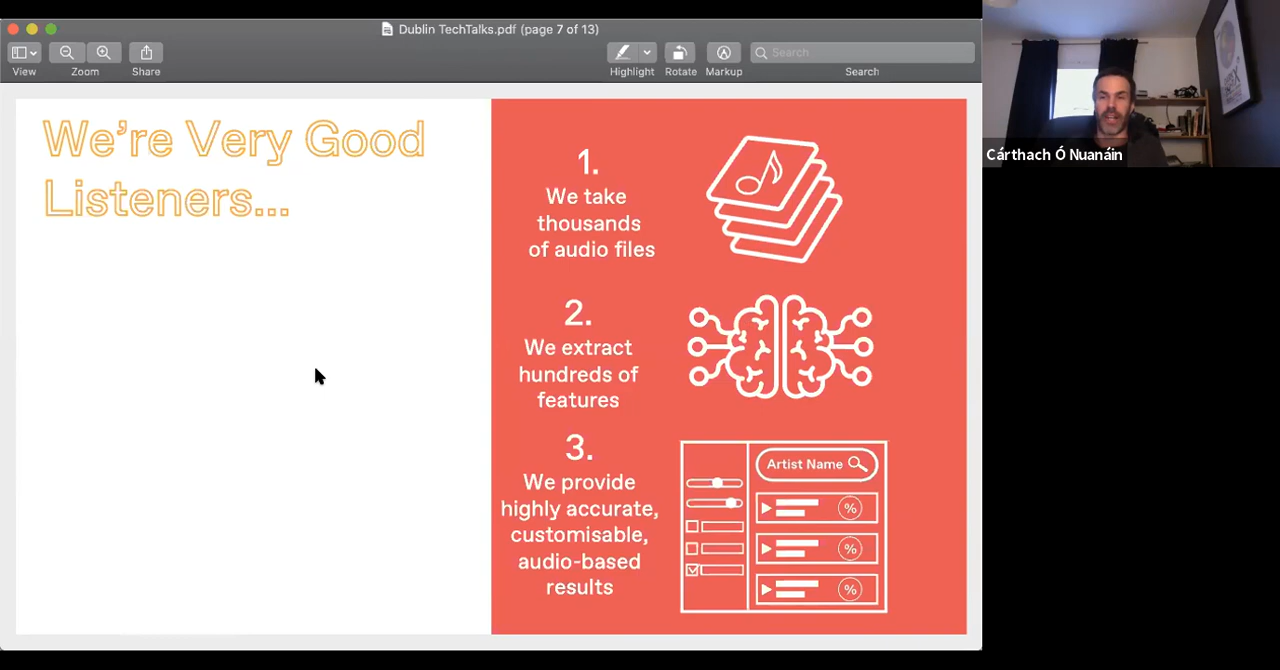 Dublin TechTalks.pdf (page 7 of 13)
View
Zoom
Share
Highlight
Rotate
Markup
Search
Search
We're Very Good
Listeners...
1.
We take
thousands
of audio files
2.
We extract
hundreds of
features
3.
We provide
highly accurate,
customisable,
audio-based
results
Artist Name
%
%
%
Cárthach Ó Nuanáin